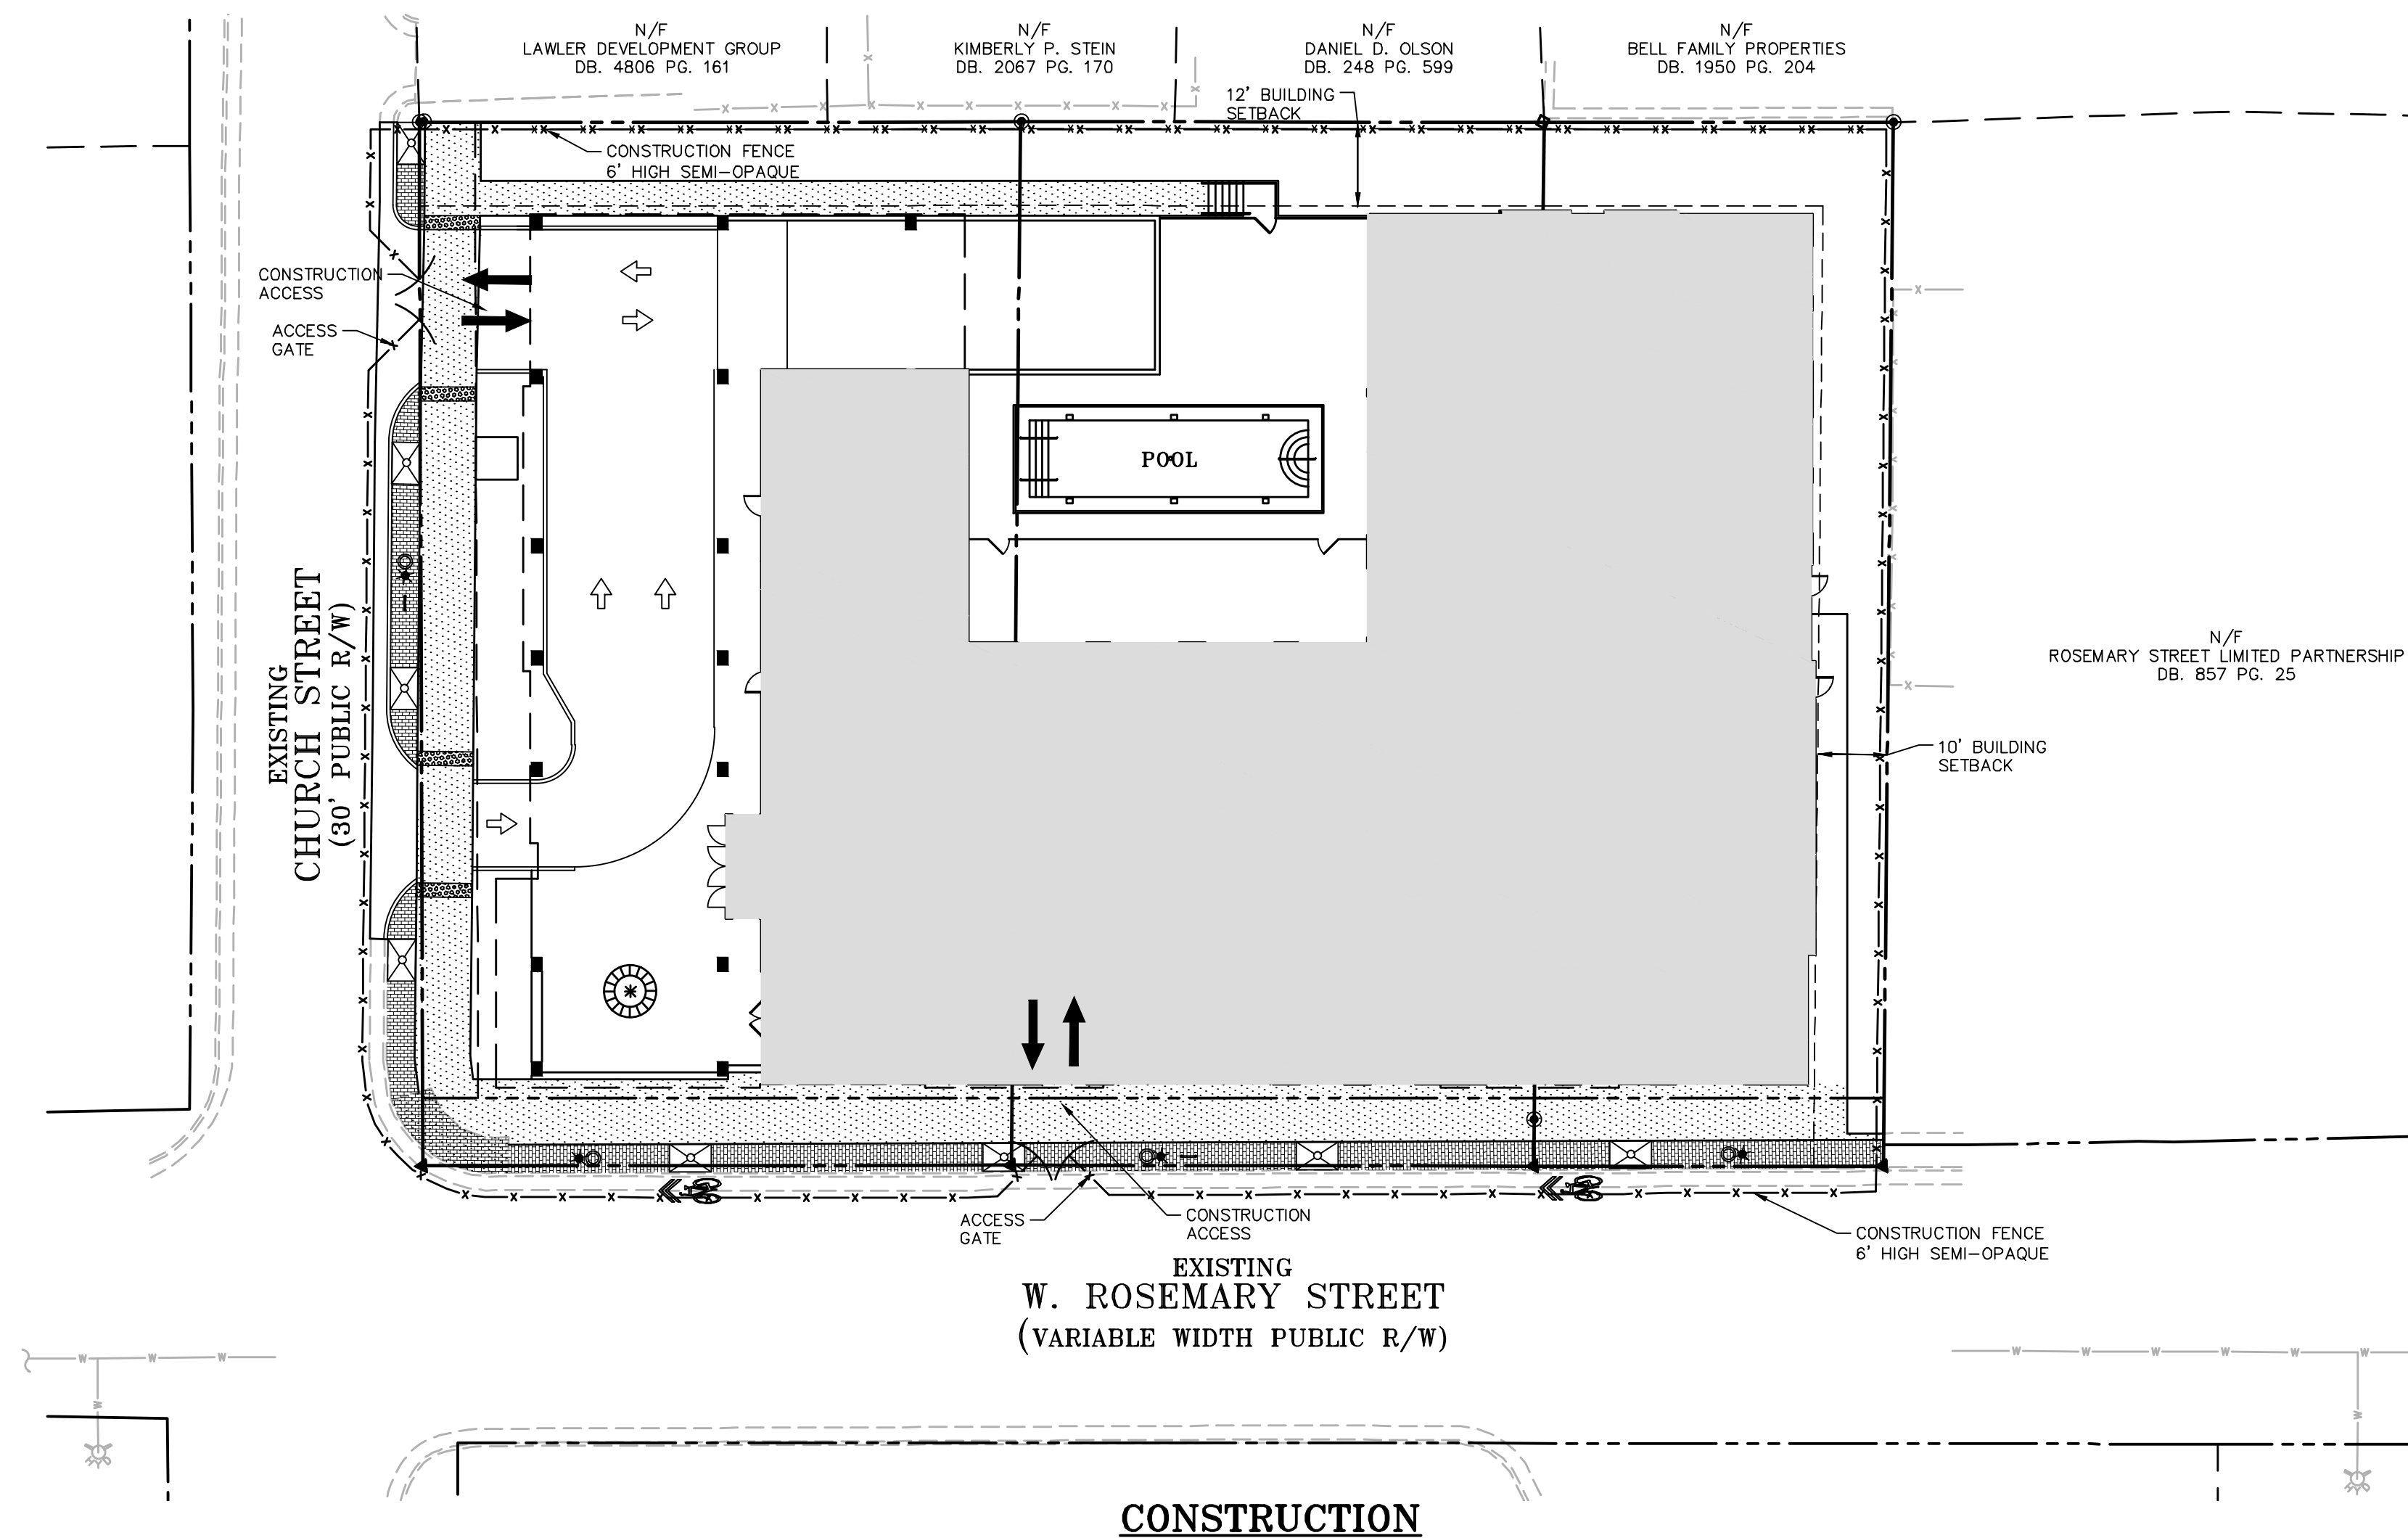 N/F
LAWLER DEVELOPMENT GROUP
DB. 4806 PG. 161
N/F
KIMBERLY P. STEIN
DB. 2067 PG. 170
N/F
DANIEL D. OLSON
DB. 248 PG. 599
N/F
BELL FAMILY PROPERTIES
DB. 1950 PG. 204
12' BUILDING
SETBACK
CONSTRUCTION FENCE
6' HIGH SEMI-OPAQUE
CONSTRUCTION
ACCESS
ACCESS
GATE
POOL
EXISTING
CHURCH STREET
(30' PUBLIC R/W)
N/F
ROSEMARY STREET LIMITED PARTNERSHIP
DB. 857 PG. 25
10' BUILDING
SETBACK
ACCESS
GATE
CONSTRUCTION
ACCESS
CONSTRUCTION FENCE
6' HIGH SEMI-OPAQUE
EXISTING
W. ROSEMARY STREET
(VARIABLE WIDTH PUBLIC R/W)
W W W
W
W W W W W W
W
CONSTRUCTION